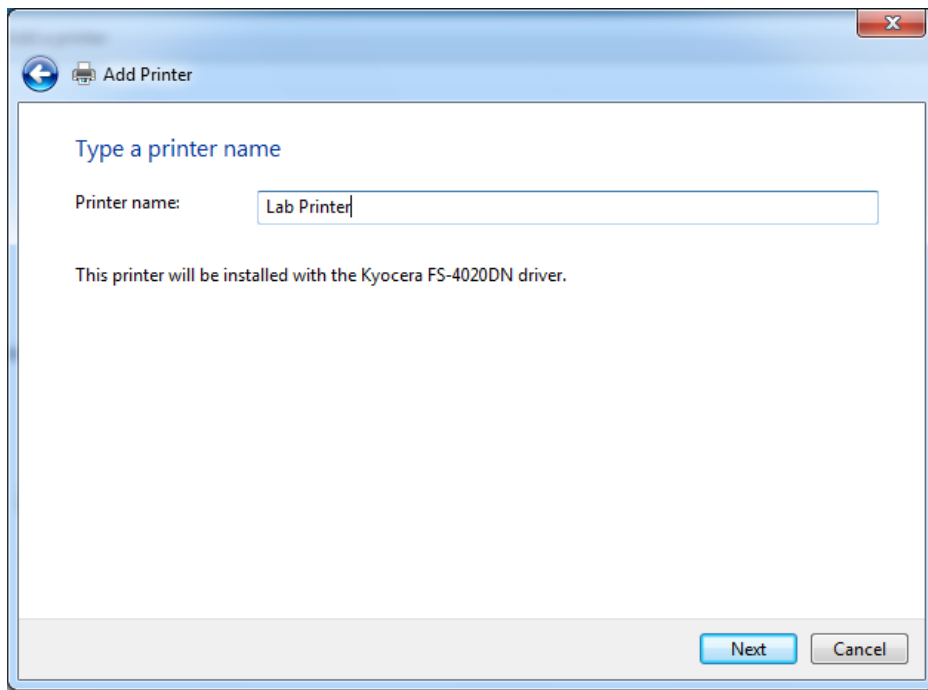 Add Printer
Type a printer name
Printer name: Lab Printer
This printer will be installed with the Kyocera FS-4020DN driver.
Next Cancel